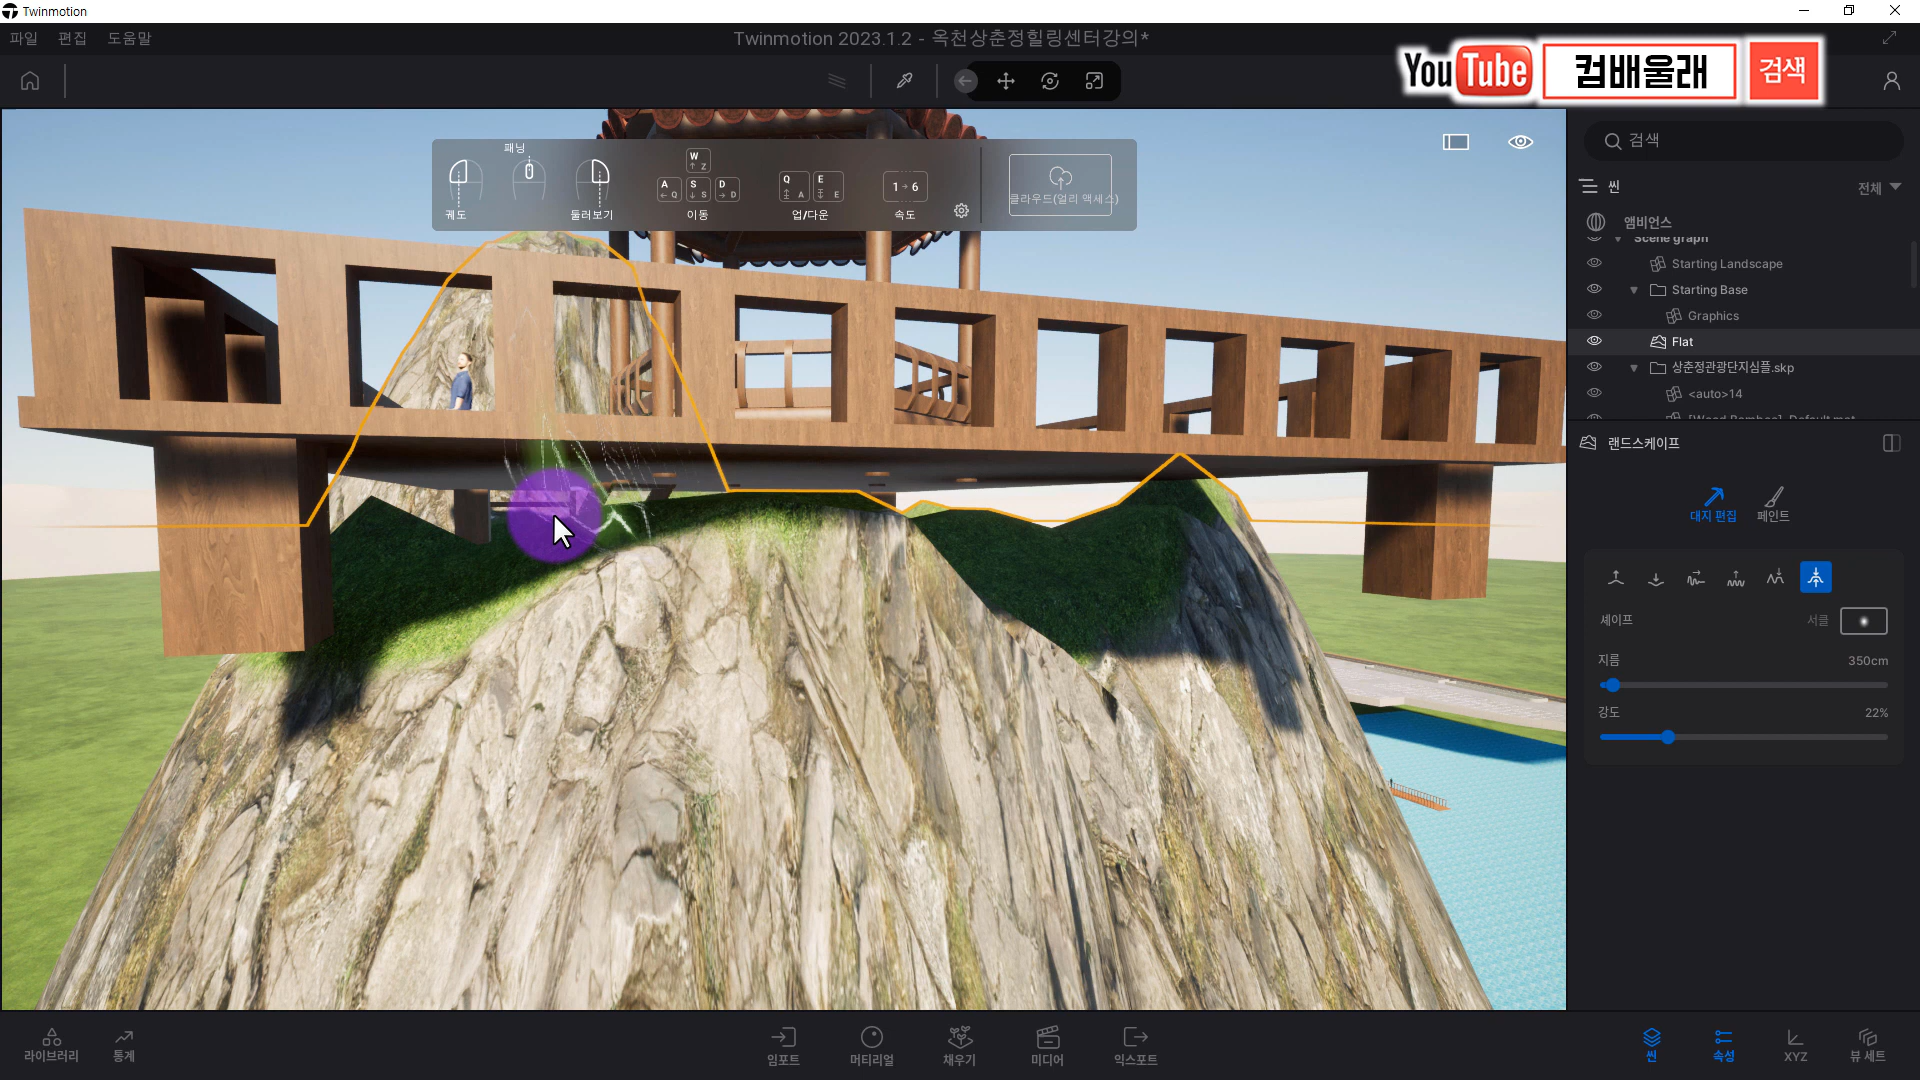 Twinmotion
파일 편집 도움말
Twinmotion 2023.1.2 - 옥천상춘정힐링센터강의*
YouTube 컴배울래 검색
패닝
궤도
둘러보기
W
↑ Z
A
← Q
S
↓ S
D
→ D
이동
Q
A
E
E
업/다운
1 → 6
속도
클라우드(얼리 액세스)
검색
씬
전체
앰비언스
Scene graph
Starting Landscape
Starting Base
Graphics
Flat
상춘정관광단지심플.skp
<auto>14
랜드스케이프
대지 편집
페인트
셰이프
서클
지름
350cm
강도
22%
라이브러리
통계
임포트
머티리얼
채우기
미디어
익스포트
씬
속성
XYZ
뷰 세트